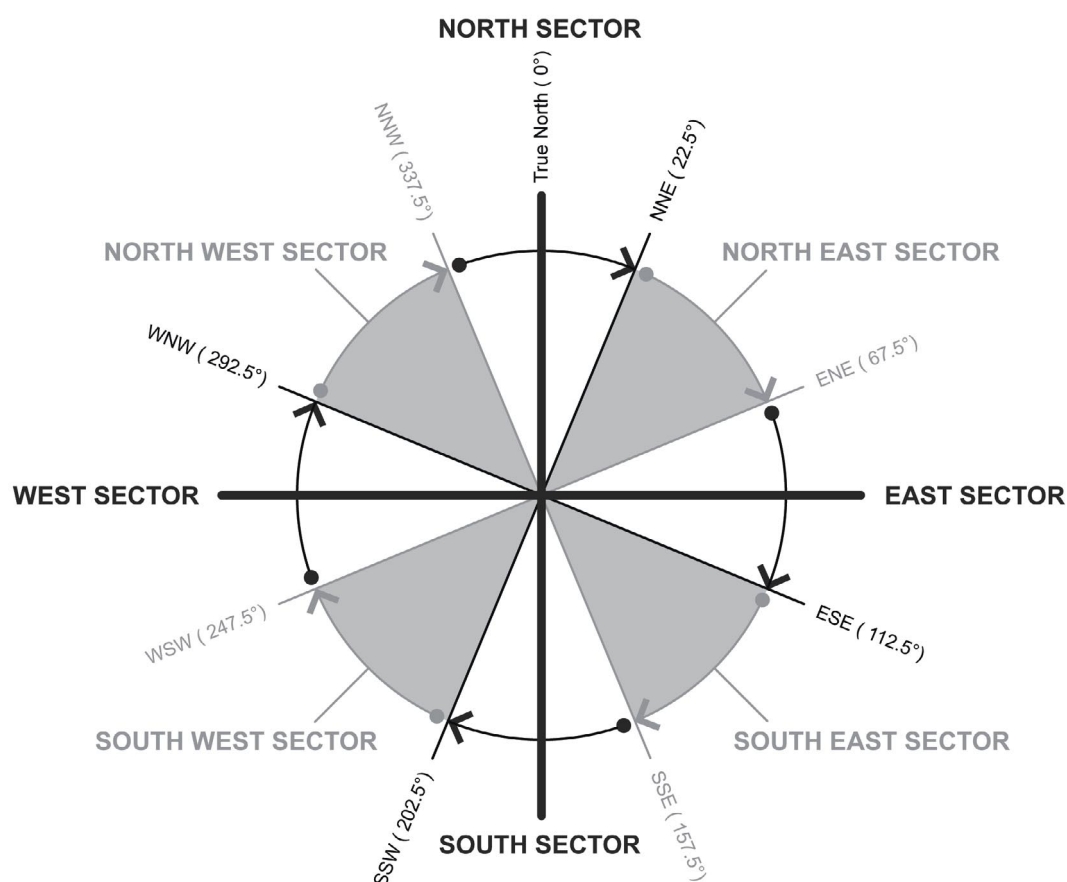 NORTH SECTOR
True North ( 0°)
NNW ( 337.5°)
NNE ( 22.5°)
NORTH WEST SECTOR
NORTH EAST SECTOR
WNW ( 292.5°)
ENE ( 67.5°)
WEST SECTOR
EAST SECTOR
WSW ( 247.5°)
ESE ( 112.5°)
SOUTH WEST SECTOR
SOUTH EAST SECTOR
SSW ( 202.5°)
SSE ( 157.5°)
SOUTH SECTOR